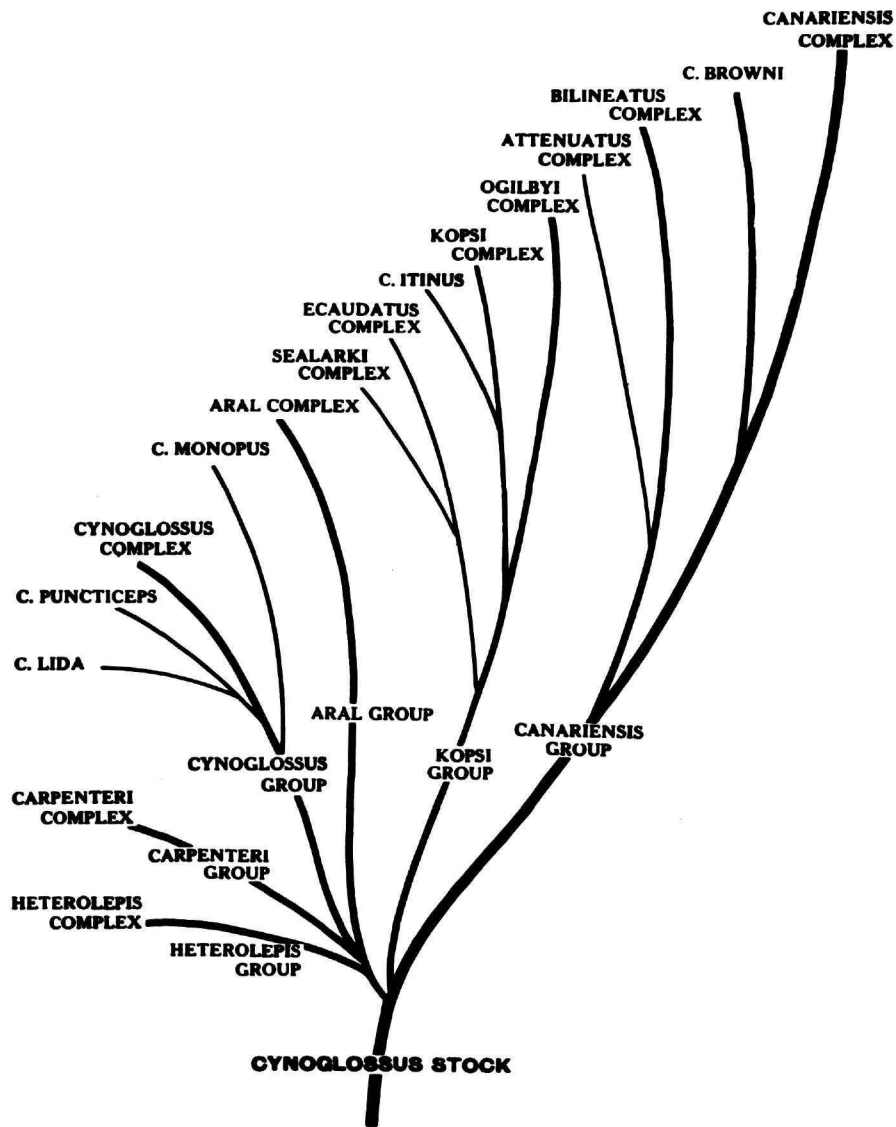 CANARIENSIS
COMPLEX
C. BROWNI
BILINEATUS
COMPLEX
ATTENUATUS
COMPLEX
OGILBYI
COMPLEX
KOPSI
COMPLEX
C. ITINUS
ECAUDATUS
COMPLEX
SEALARKI
COMPLEX
ARAL COMPLEX
C. MONOPUS
CYNOGLOSSUS
COMPLEX
C. PUNCTICEPS
C. LIDA
ARAL GROUP
CANARIENSIS
GROUP
KOPSI
GROUP
CYNOGLOSSUS
GROUP
CARPENTERI
COMPLEX
CARPENTERI
GROUP
HETEROLEPIS
COMPLEX
HETEROLEPIS
GROUP
CYNOGLOSSUS STOCK